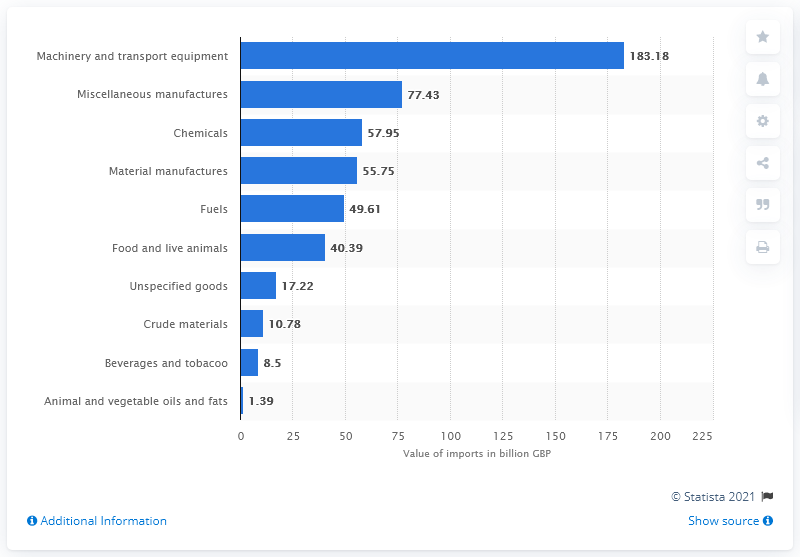 Machinery and transport equipment 183.18
Miscellaneous manufactures 77.43
Chemicals 57.95
Material manufactures 55.75
Fuels 49.61
Food and live animals 40.39
Unspecified goods 17.22
Crude materials 10.78
Beverages and tobacoo 8.5
Animal and vegetable oils and fats 1.39
0 25 50 75 100 125 150 175 200 225
Value of imports in billion GBP
© Statista 2021
Additional Information Show source